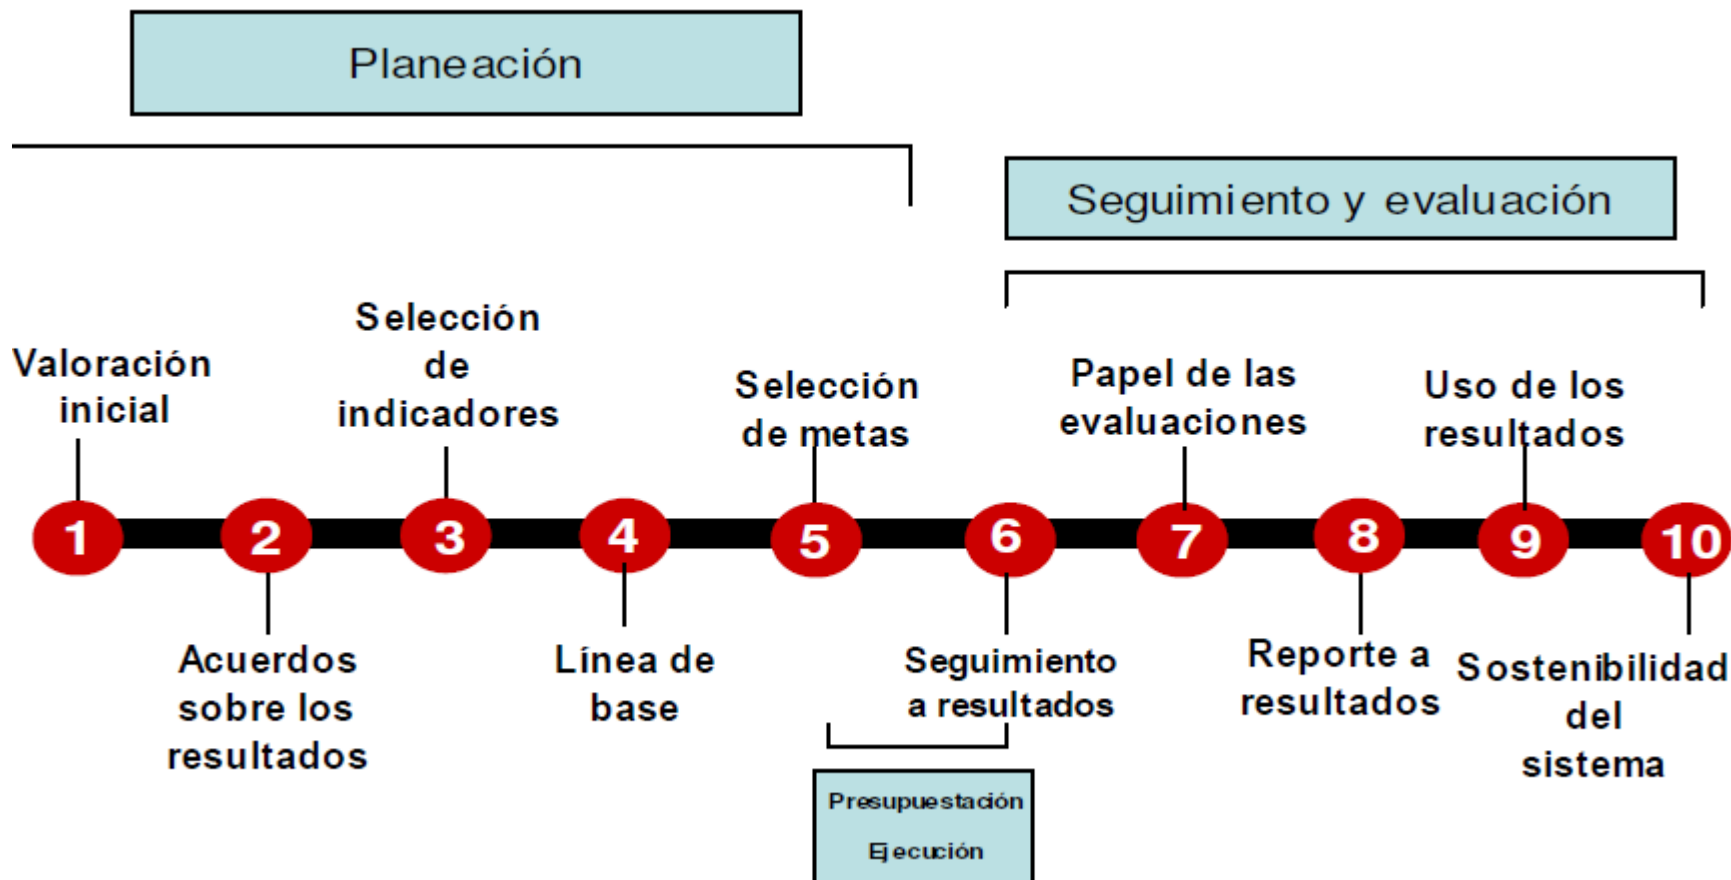 Planeación
Seguimiento y evaluación
Valoración
inicial
Selección
de
indicadores
Selección
de metas
Papel de las
evaluaciones
Uso de los
resultados
1
2
3
4
5
6
7
8
9
10
Acuerdos
sobre los
resultados
Línea de
base
Seguimiento
a resultados
Reporte a
resultados
Sostenibilidad
del
sistema
Presupuestación
Ejecución